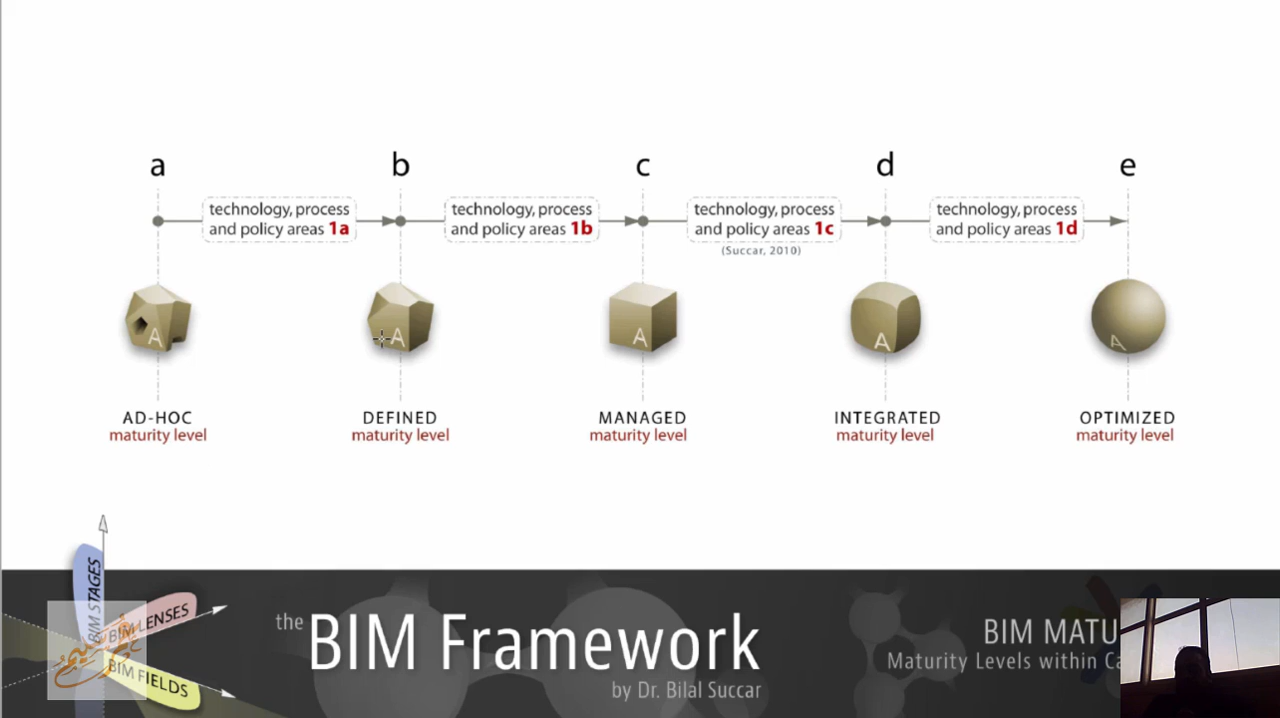 a
b
c
d
e
technology, process
and policy areas 1a
technology, process
and policy areas 1b
technology, process
and policy areas 1c
(Succar, 2010)
technology, process
and policy areas 1d
A
A
A
A
A
AD-HOC
maturity level
DEFINED
maturity level
MANAGED
maturity level
INTEGRATED
maturity level
OPTIMIZED
maturity level
BIM STAGES
BIM LENSES
BIM FIELDS
the BIM Framework
by Dr. Bilal Succar
BIM MATU
Maturity Levels within Ca